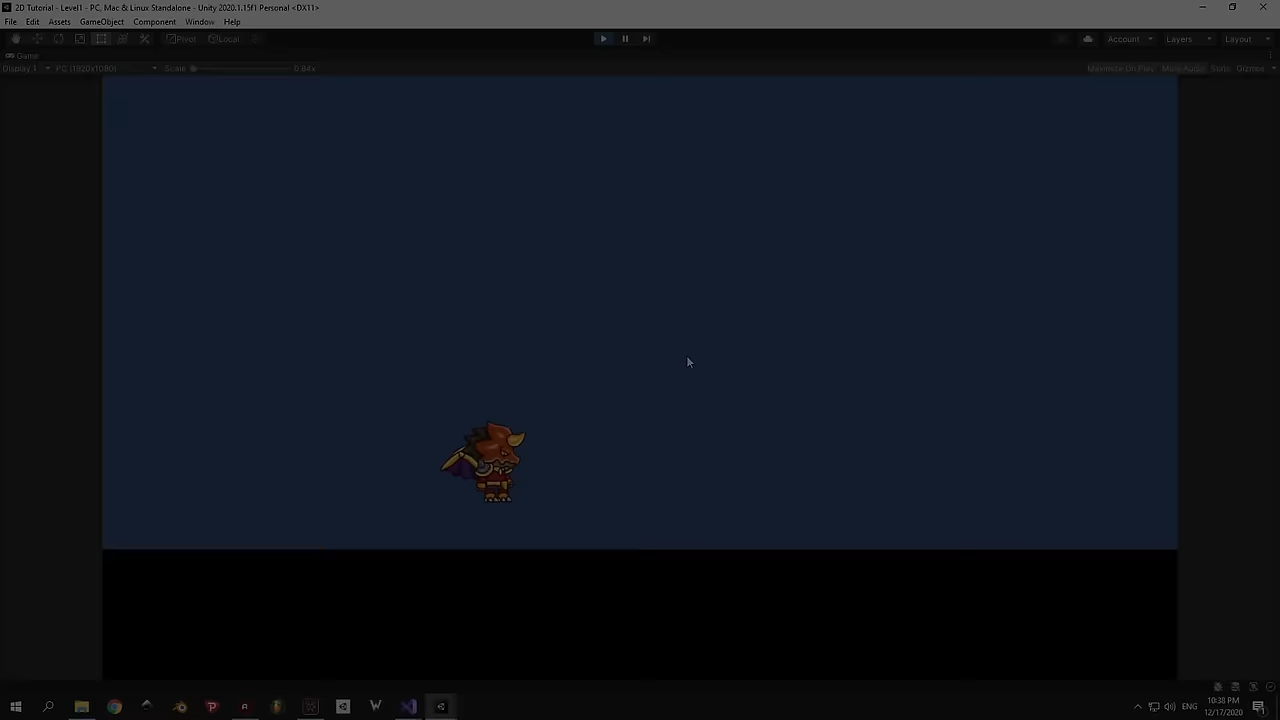 2D Tutorial - Level1 - PC, Mac & Linux Standalone - Unity 2020.1.15f1 Personal <DX11>
File Edit Assets GameObject Component Window Help
Pivot Local Account Layers Layout
Game
Display 1 PC (1920x1080) Scale 0.84x Maximize On Play Mute Audio Stats Gizmos
ENG 10:38 PM
12/17/2020